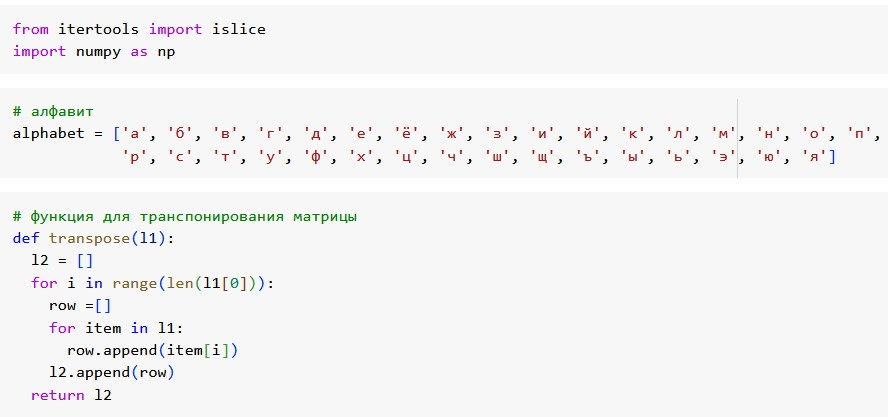 from itertools import islice
import numpy as np
# алфавит
alphabet = ['а', 'б', 'в', 'г', 'д', 'е', 'ё', 'ж', 'з', 'и', 'й', 'к', 'л', 'м', 'н', 'о', 'п',
            'р', 'с', 'т', 'у', 'ф', 'х', 'ц', 'ч', 'ш', 'щ', 'ъ', 'ы', 'ь', 'э', 'ю', 'я']
# функция для транспонирования матрицы
def transpose(l1):
  l2 = []
  for i in range(len(l1[0])):
    row =[]
    for item in l1:
      row.append(item[i])
    l2.append(row)
  return l2